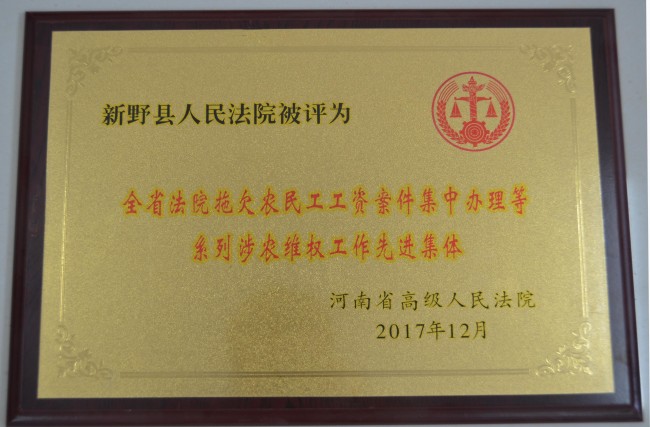 新野县人民法院被评为
全省法院拖欠农民工工资案件集中办理等
系列涉农维权工作先进集体
河南省高级人民法院
2017年12月